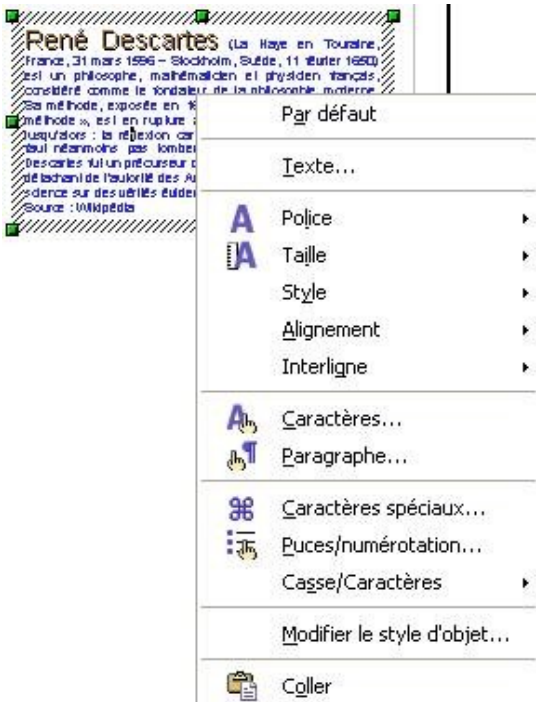 René Descartes (La Haye en Touraine,
France, 31 mars 1596 – Stockholm, Suède, 11 février 1650)
est un philosophe, mathématicien et physicien français,
considéré comme le fondateur de la philosophie moderne.
Sa méthode, exposée en
méthode », est en rupture
jusqu'alors : la réflexion
faut néanmoins pas tomber
Descartes fut un précurseur
détachant de l'autorité des
science sur des vérités
Source : Wikipédia
Par défaut
Texte...
Police
Taille
Style
Alignement
Interligne
Caractères...
Paragraphe...
Caractères spéciaux...
Puces/numérotation...
Casse/Caractères
Modifier le style d'objet...
Coller